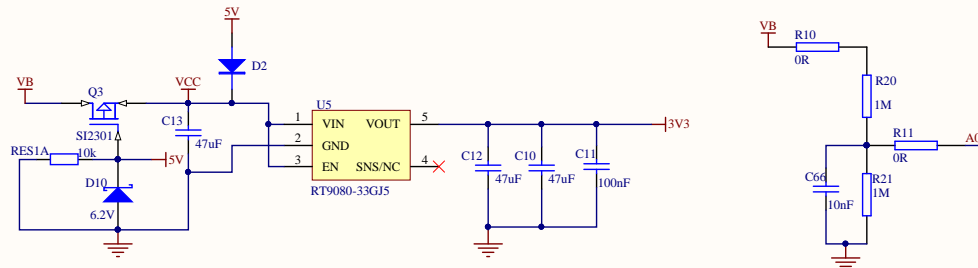 5V
D2
VB
Q3
VCC
SI2301
C13
47uF
RES1A
10k
5V
D10
6.2V
U5
1
VIN
VOUT
5
2
GND
3
EN
SNS/NC
4
RT9080-33GJ5
3V3
C12
47uF
C10
47uF
C11
100nF
VB
R10
0R
R20
1M
R11
0R
C66
10nF
R21
1M